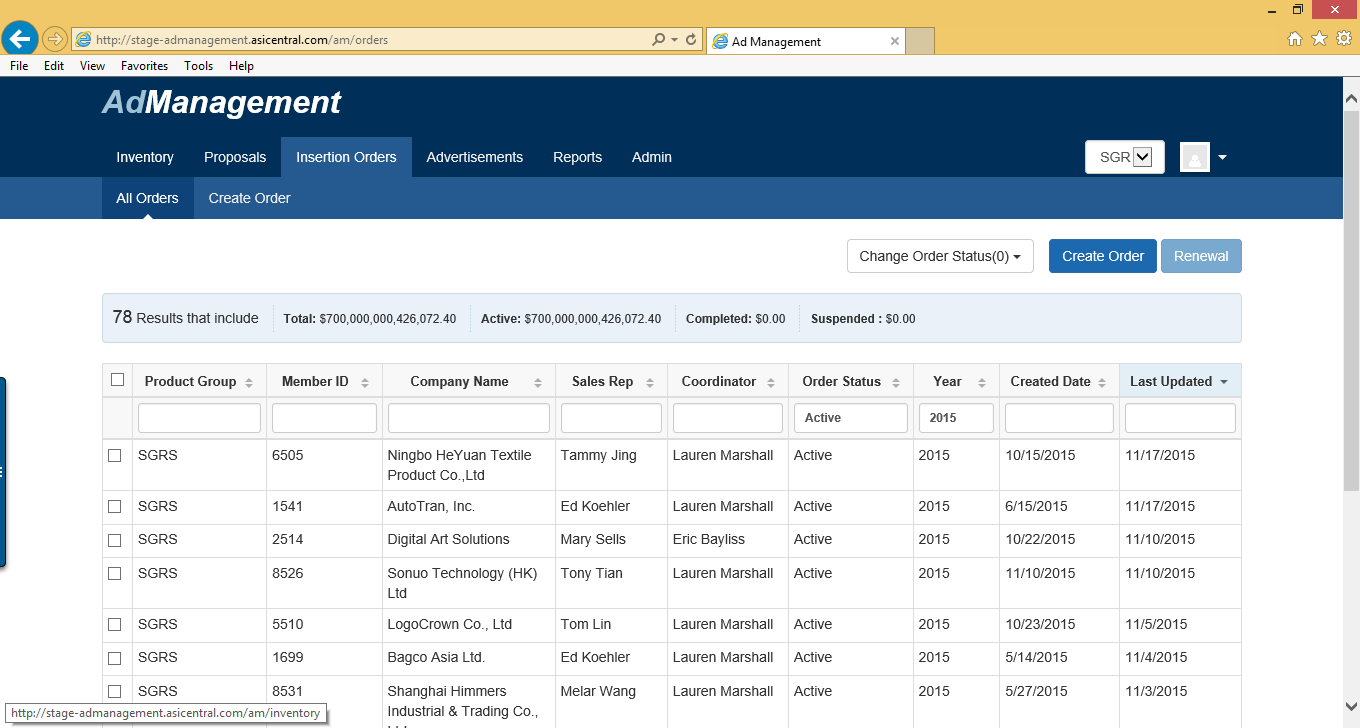 http://stage-admanagement.asicentral.com/am/orders
Ad Management
File Edit View Favorites Tools Help
AdManagement
Inventory Proposals Insertion Orders Advertisements Reports Admin SGR
All Orders Create Order
Change Order Status(0) Create Order Renewal
78 Results that include Total: $700,000,000,426,072.40 Active: $700,000,000,426,072.40 Completed: $0.00 Suspended : $0.00
Product Group Member ID Company Name Sales Rep Coordinator Order Status Year Created Date Last Updated
Active 2015
SGRS 6505 Ningbo HeYuan Textile Tammy Jing Lauren Marshall Active 2015 10/15/2015 11/17/2015
Product Co.,Ltd
SGRS 1541 AutoTran, Inc. Ed Koehler Lauren Marshall Active 2015 6/15/2015 11/17/2015
SGRS 2514 Digital Art Solutions Mary Sells Eric Bayliss Active 2015 10/22/2015 11/10/2015
SGRS 8526 Sonuo Technology (HK) Tony Tian Lauren Marshall Active 2015 11/10/2015 11/10/2015
Ltd
SGRS 5510 LogoCrown Co., Ltd Tom Lin Lauren Marshall Active 2015 10/23/2015 11/5/2015
SGRS 1699 Bagco Asia Ltd. Ed Koehler Lauren Marshall Active 2015 5/14/2015 11/4/2015
SGRS 8531 Shanghai Himmers Melar Wang Lauren Marshall Active 2015 5/27/2015 11/3/2015
Industrial & Trading Co.,
http://stage-admanagement.asicentral.com/am/inventory